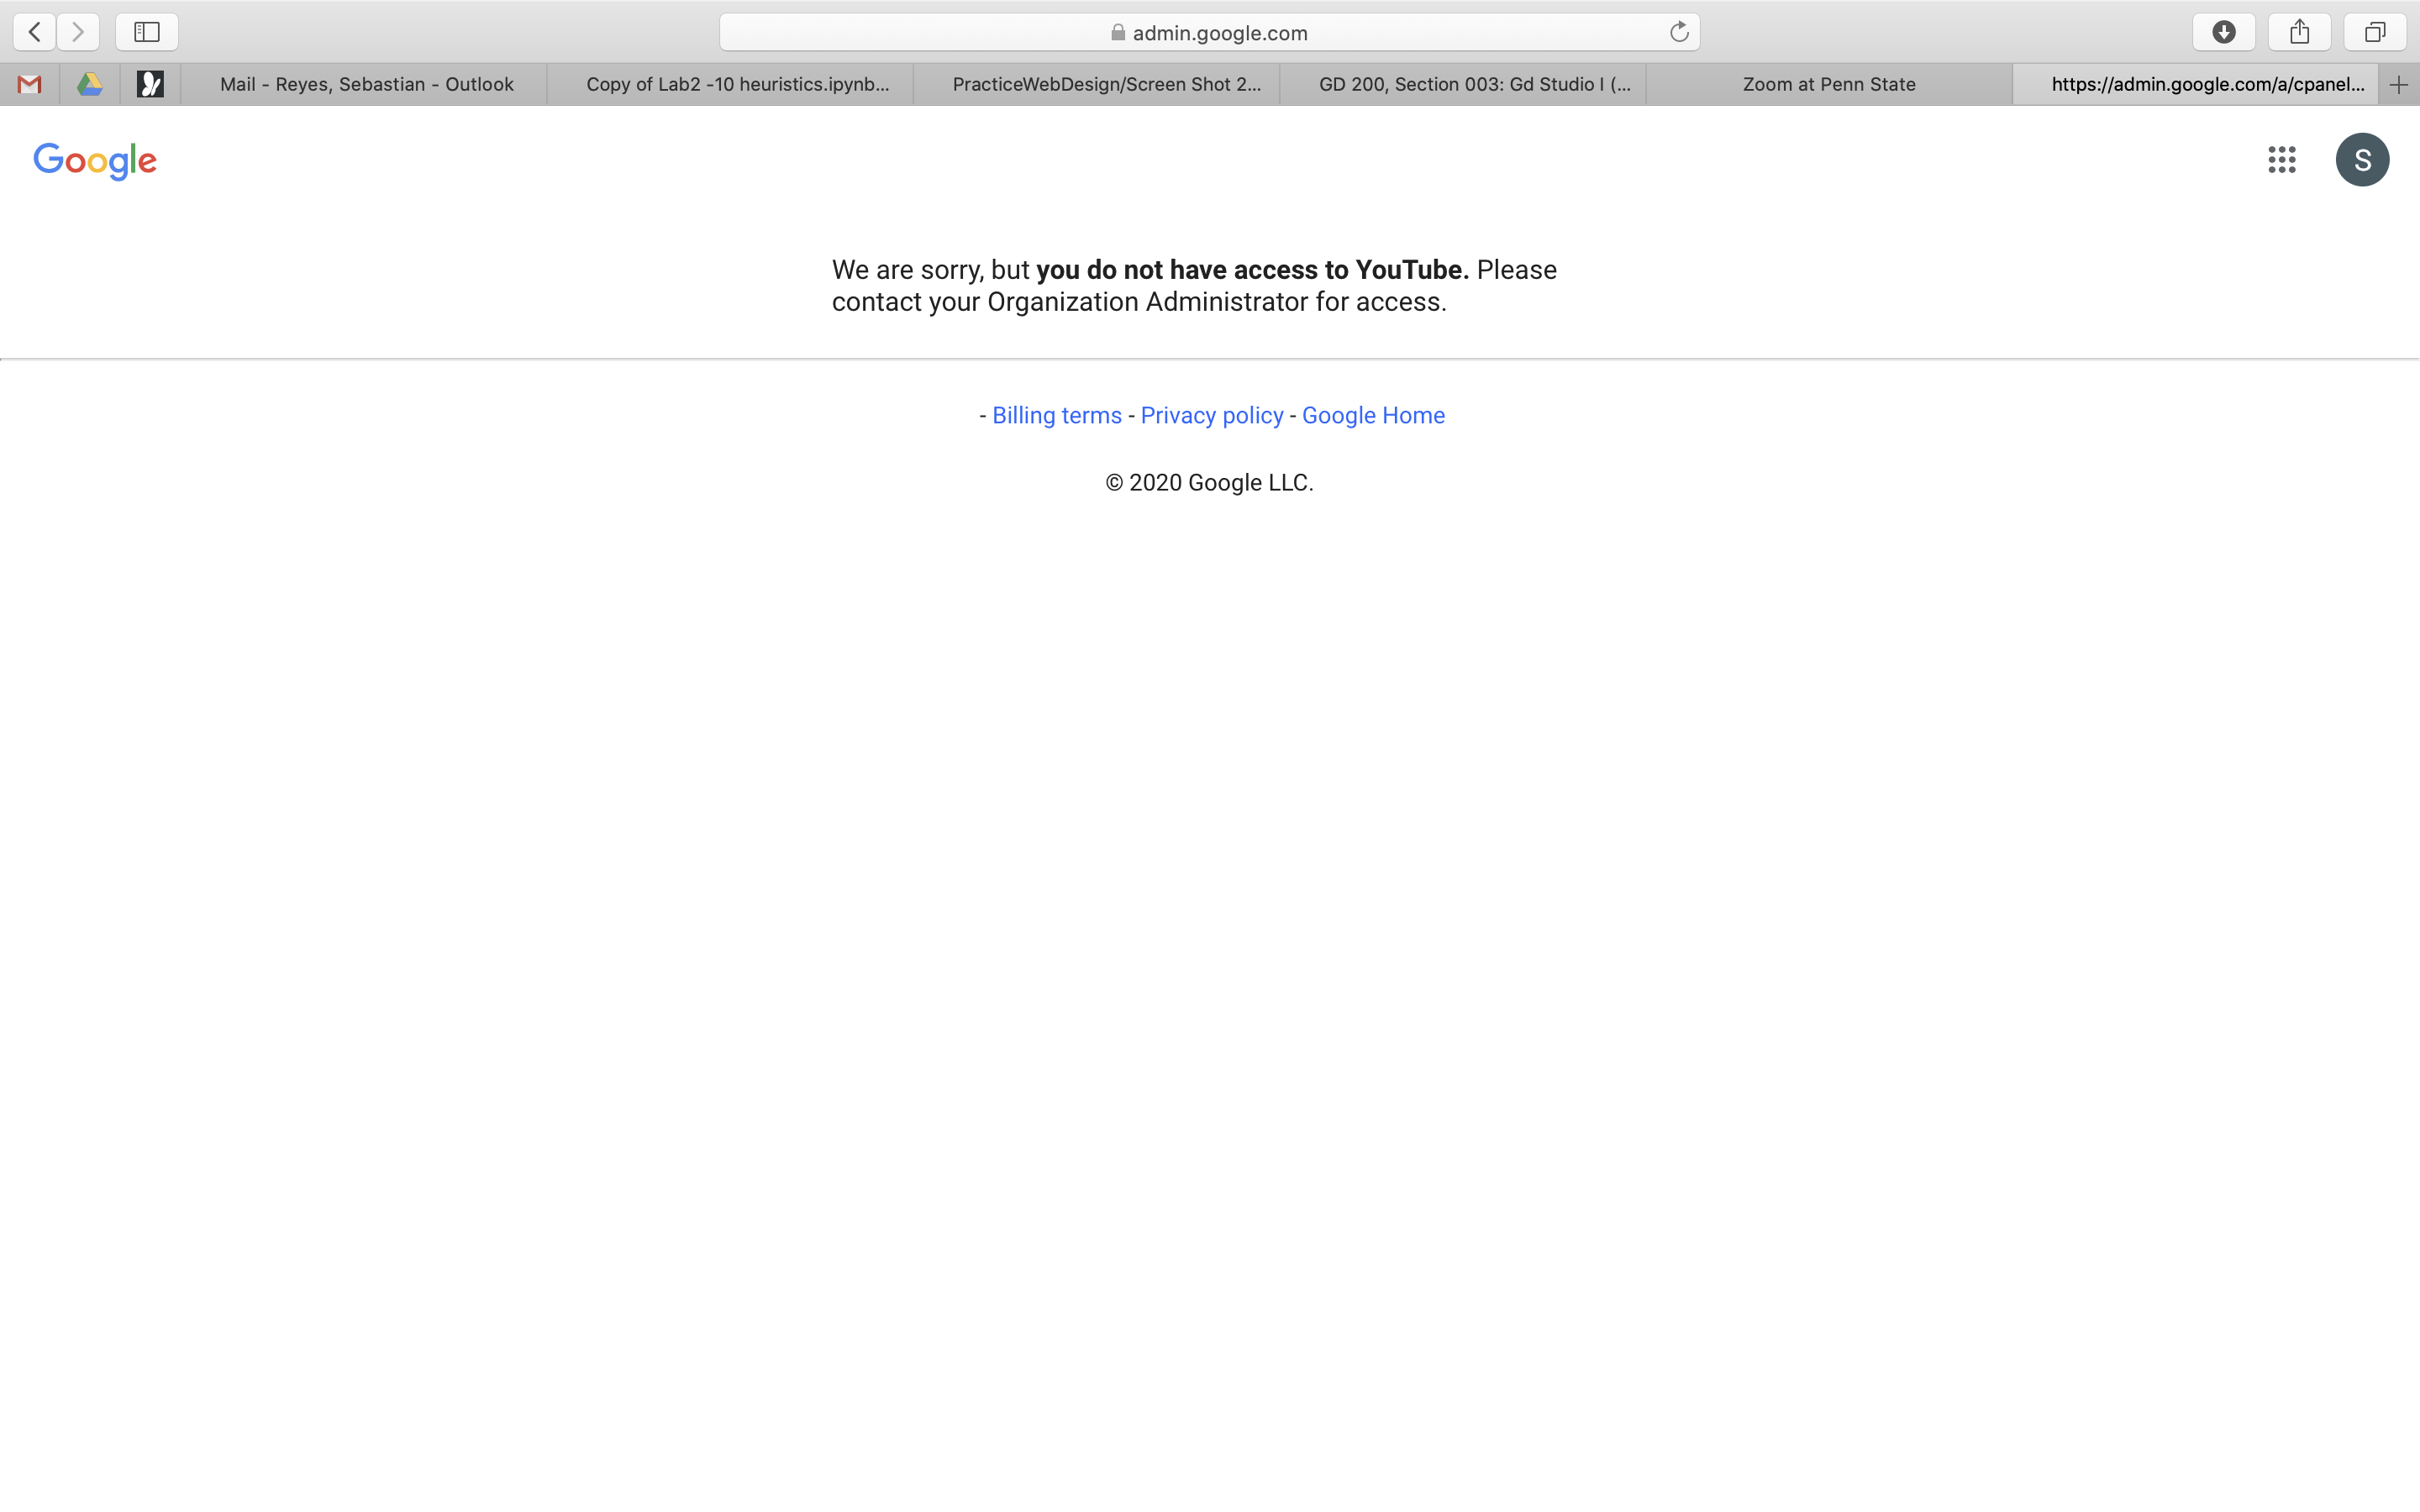 admin.google.com
Mail - Reyes, Sebastian - Outlook
Copy of Lab2 -10 heuristics.ipynb...
PracticeWebDesign/Screen Shot 2...
GD 200, Section 003: Gd Studio I (...
Zoom at Penn State
https://admin.google.com/a/cpanel...
Google
S
We are sorry, but you do not have access to YouTube. Please
contact your Organization Administrator for access.
- Billing terms - Privacy policy - Google Home
© 2020 Google LLC.